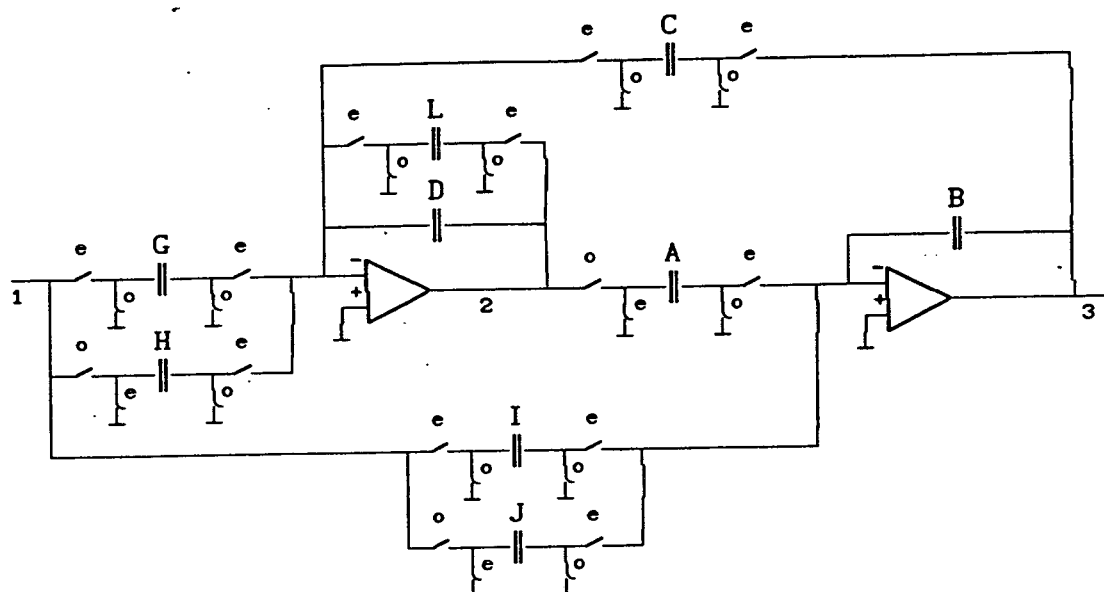 e C e
o o
e L e
o o
D
B
e G e
o A e
- -
+ +
1 o o 2 e o 3
o H e
e o
e I e
o o
o J e
e o